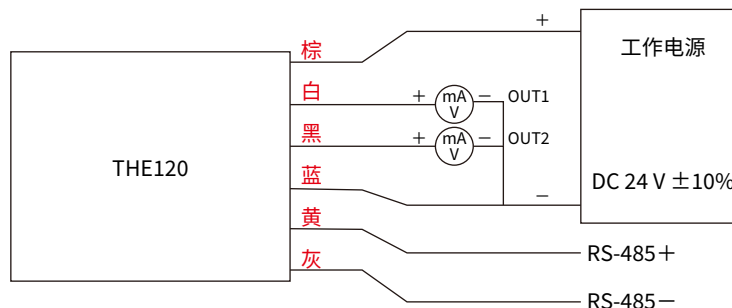 +
棕
工作电源
白
+
mA
V
−
OUT1
黑
+
mA
V
−
OUT2
THE120
蓝
−
DC 24 V ±10%
黄
RS-485+
灰
RS-485−